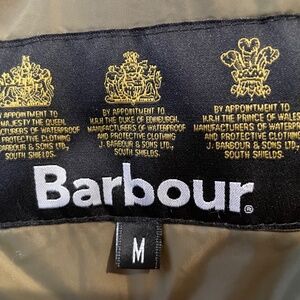 BY APPOINTMENT TO
MAJESTY THE QUEEN
OF WATERPROOF
AND PROTECTIVE CLOTHING
J. BARBOUR & SONS LTD.,
SOUTH SHIELDS.
BY APPOINTMENT TO
H.R.H THE DUKE OF EDINBURGH,
MANUFACTURERS OF WATERPROOF
AND PROTECTIVE CLOTHING
J. BARBOUR & SONS LTD.,
SOUTH SHIELDS.
BY APPOINTMENT TO
H.R.H THE PRINCE OF WALES
MANUFACTURERS OF WATERPROOF
AND PROTECTIVE CLOTHING
J. BARBOUR & SONS LTD.,
SOUTH SHIELDS.
Barbour®
M